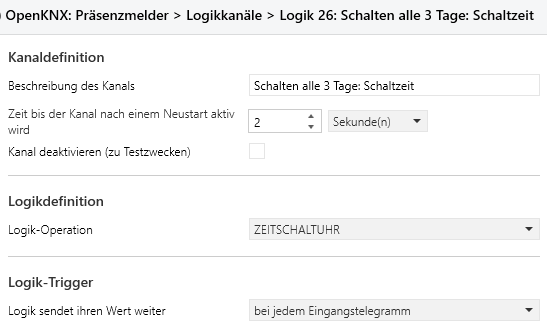 ) OpenKNX: Präsenzmelder > Logikkanäle > Logik 26: Schalten alle 3 Tage: Schaltzeit
Kanaldefinition
Beschreibung des Kanals Schalten alle 3 Tage: Schaltzeit
Zeit bis der Kanal nach einem Neustart aktiv
wird 2 Sekunde(n)
Kanal deaktivieren (zu Testzwecken)
Logikdefinition
Logik-Operation ZEITSCHALTUHR
Logik-Trigger
Logik sendet ihren Wert weiter bei jedem Eingangstelegramm